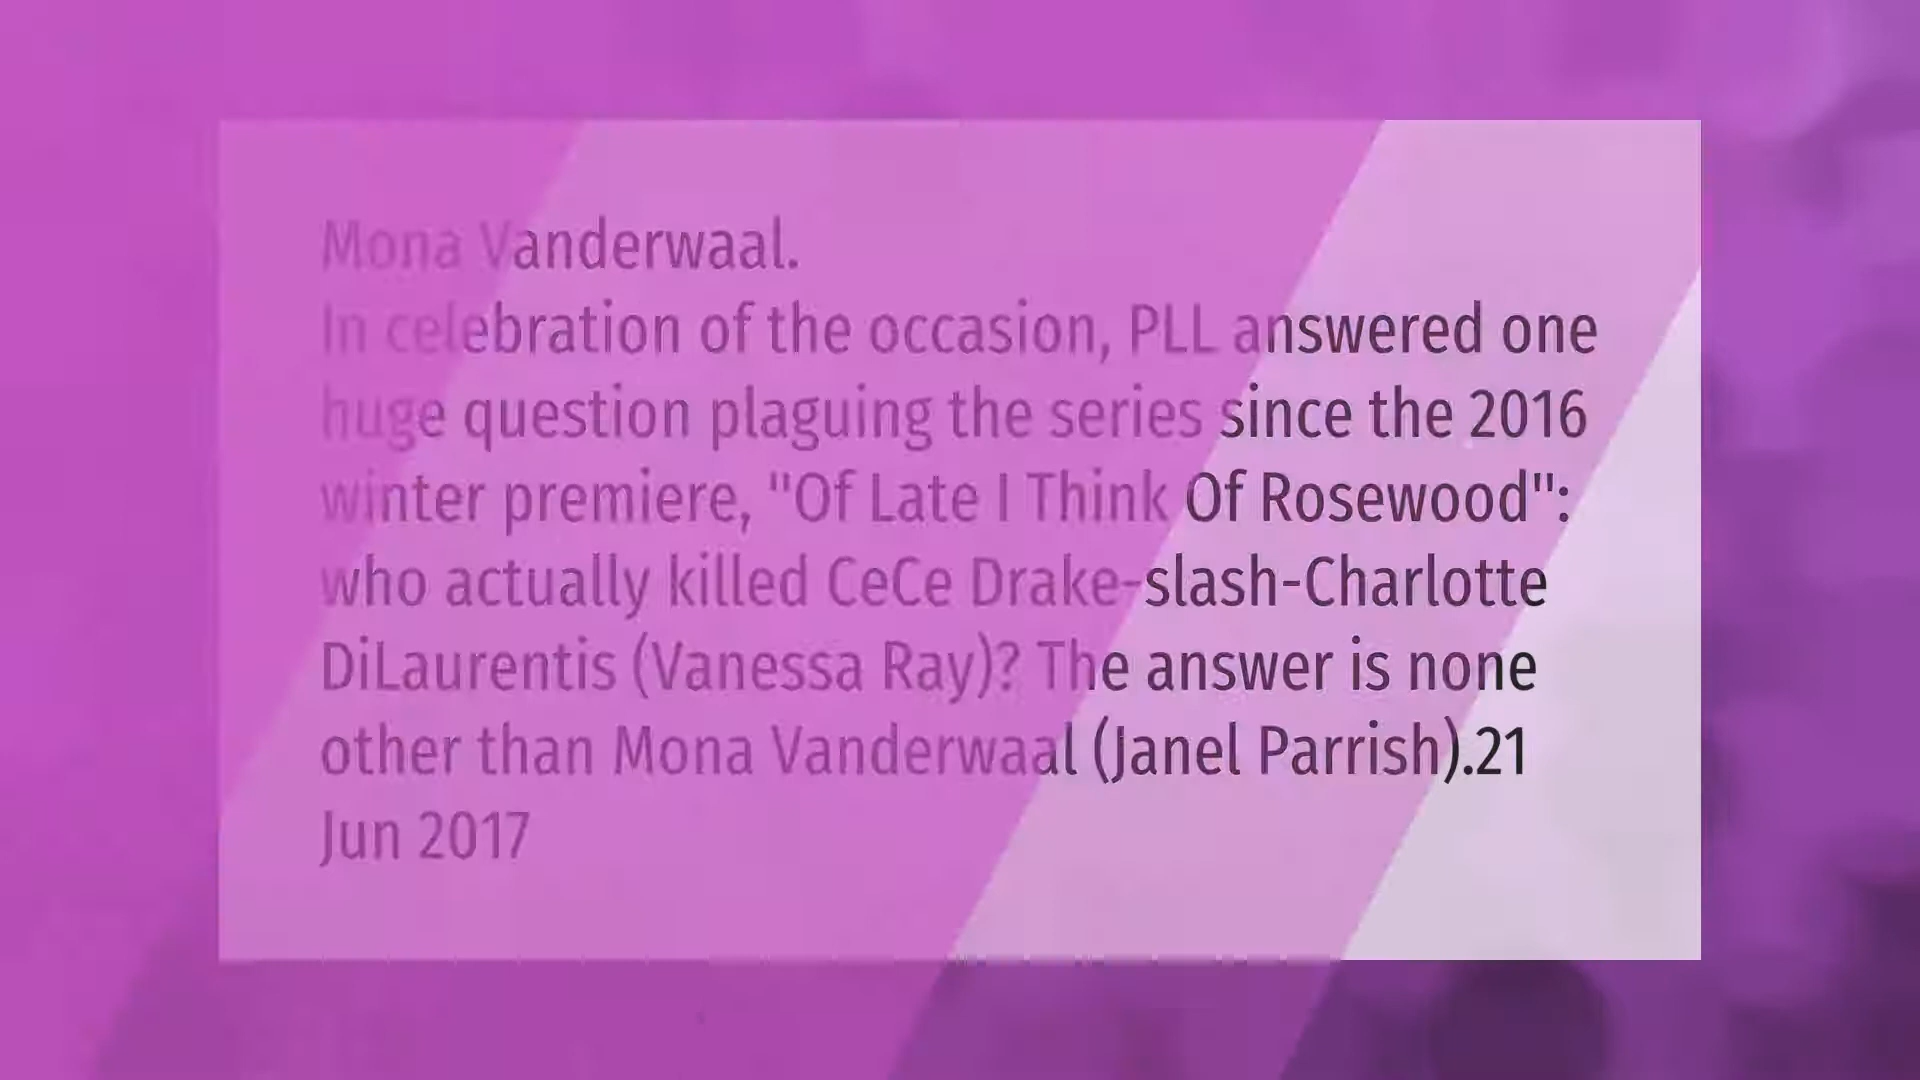 Mona Vanderwaal.
In celebration of the occasion, PLL answered one
huge question plaguing the series since the 2016
winter premiere, "Of Late I Think Of Rosewood":
who actually killed CeCe Drake-slash-Charlotte
DiLaurentis (Vanessa Ray)? The answer is none
other than Mona Vanderwaal (Janel Parrish).21
Jun 2017